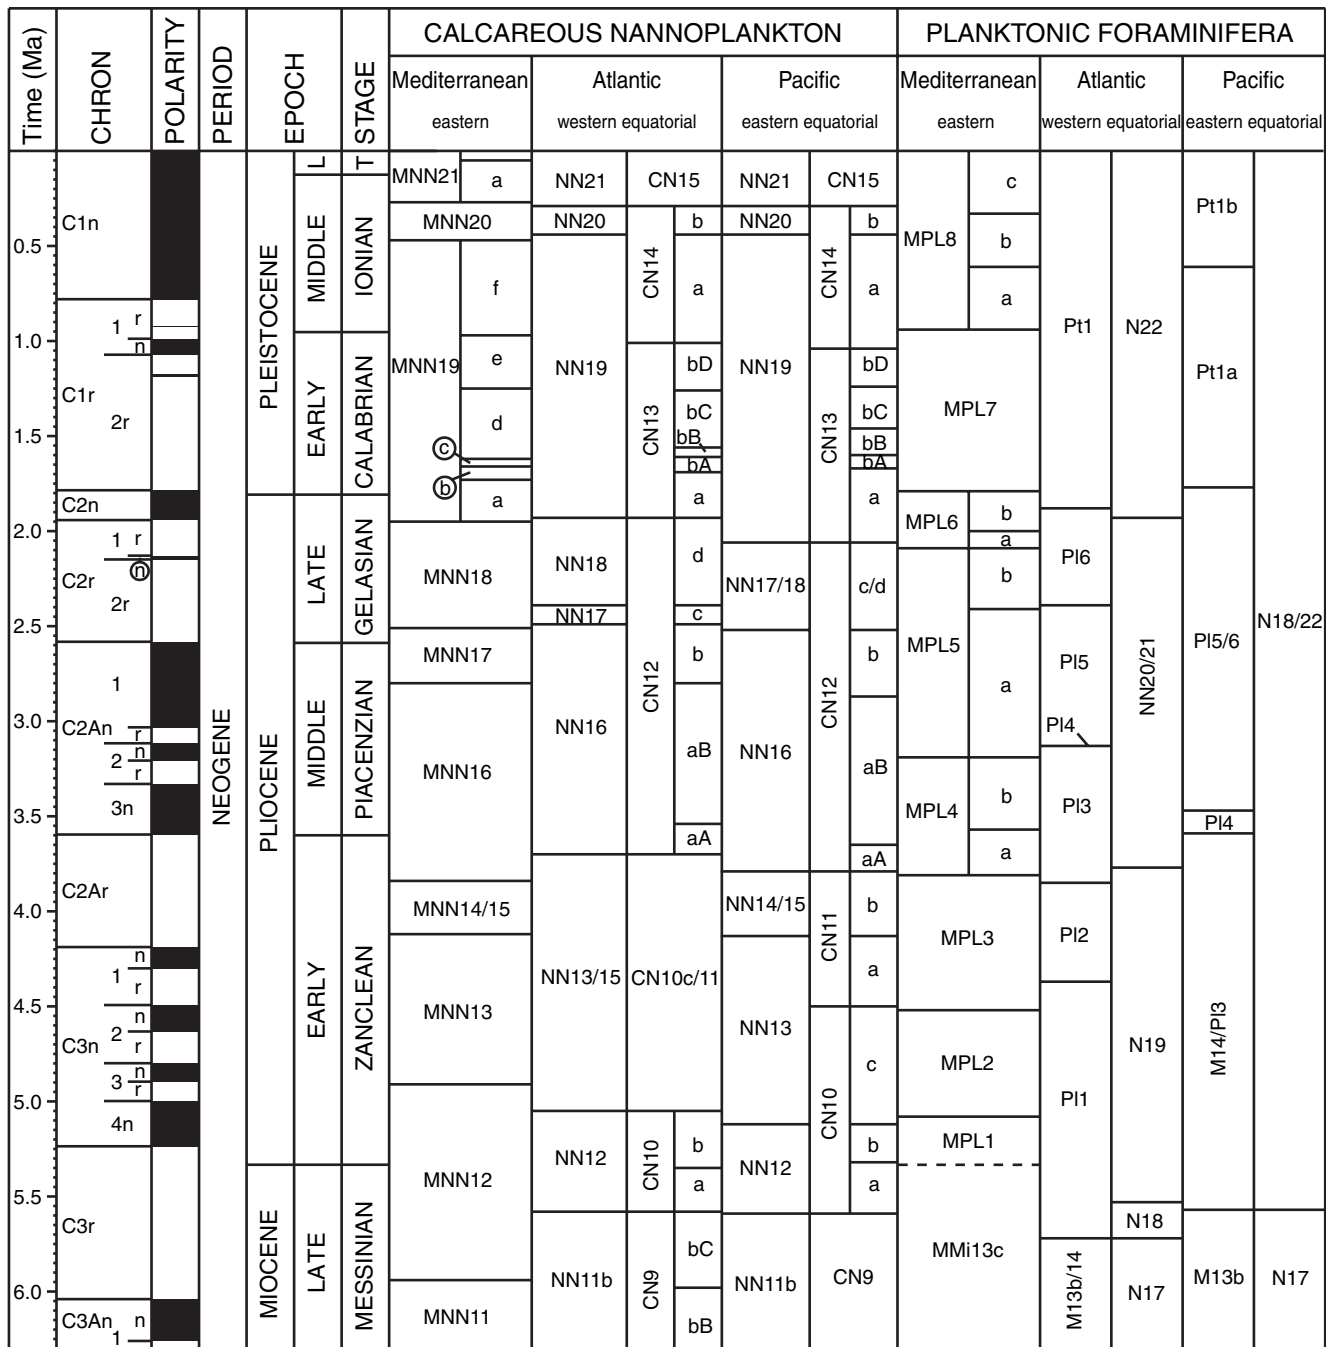 CALCAREOUS NANNOPLANKTON
PLANKTONIC FORAMINIFERA
Time (Ma)
CHRON
POLARITY
PERIOD
EPOCH
STAGE
Mediterranean
eastern
Atlantic
western equatorial
Pacific
eastern equatorial
Mediterranean
eastern
Atlantic
western equatorial
Pacific
eastern equatorial
0.5
1.0
1.5
2.0
2.5
3.0
3.5
4.0
4.5
5.0
5.5
6.0
C1n
1 r
n
C1r
2r
C2n
1 r
n
C2r
2r
1
C2An
r
2 n
r
3n
C2Ar
n
1
r
n
2
r
C3n
n
3
r
4n
C3r
C3An n
1
NEOGENE
PLEISTOCENE
PLIOCENE
MIOCENE
L
MIDDLE
EARLY
LATE
MIDDLE
EARLY
LATE
T
IONIAN
CALABRIAN
GELASIAN
PIACENZIAN
ZANCLEAN
MESSINIAN
MNN21
a
MNN20
MNN19
f
e
d
c
b
a
MNN18
MNN17
MNN16
MNN14/15
MNN13
MNN12
MNN11
NN21
NN20
NN19
NN18
NN17
NN16
NN13/15
NN12
NN11b
CN15
CN14
b
a
CN13
bD
bC
bB
bA
a
CN12
d
c
b
aB
aA
CN10c/11
CN10
b
a
CN9
bC
bB
NN21
NN20
NN19
NN17/18
NN16
NN14/15
NN13
NN12
NN11b
CN15
CN14
b
a
CN13
bD
bC
bB
bA
a
CN12
c/d
b
aB
aA
CN11
b
a
CN10
c
b
a
CN9
MPL8
c
b
a
MPL7
MPL6
b
a
MPL5
b
a
MPL4
b
a
MPL3
MPL2
MPL1
MMi13c
Pt1
Pl6
Pl5
Pl4
Pl3
Pl2
Pl1
M13b/14
N22
NN20/21
N19
N18
N17
Pt1b
Pt1a
Pl5/6
Pl4
M14/Pl3
M13b
N18/22
N17